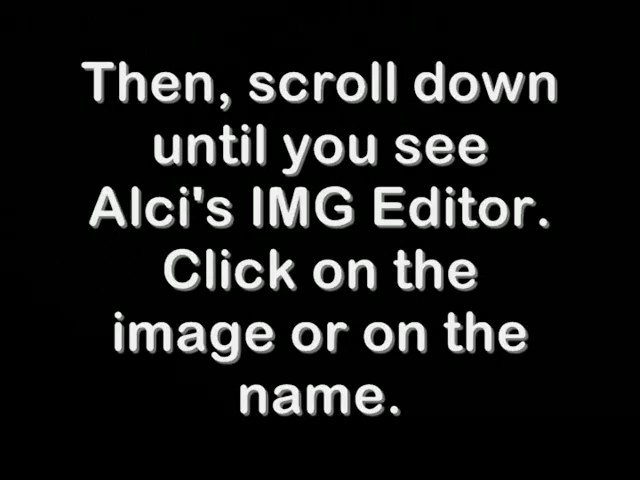 Then, scroll down
until you see
Alci's IMG Editor.
Click on the
image or on the
name.